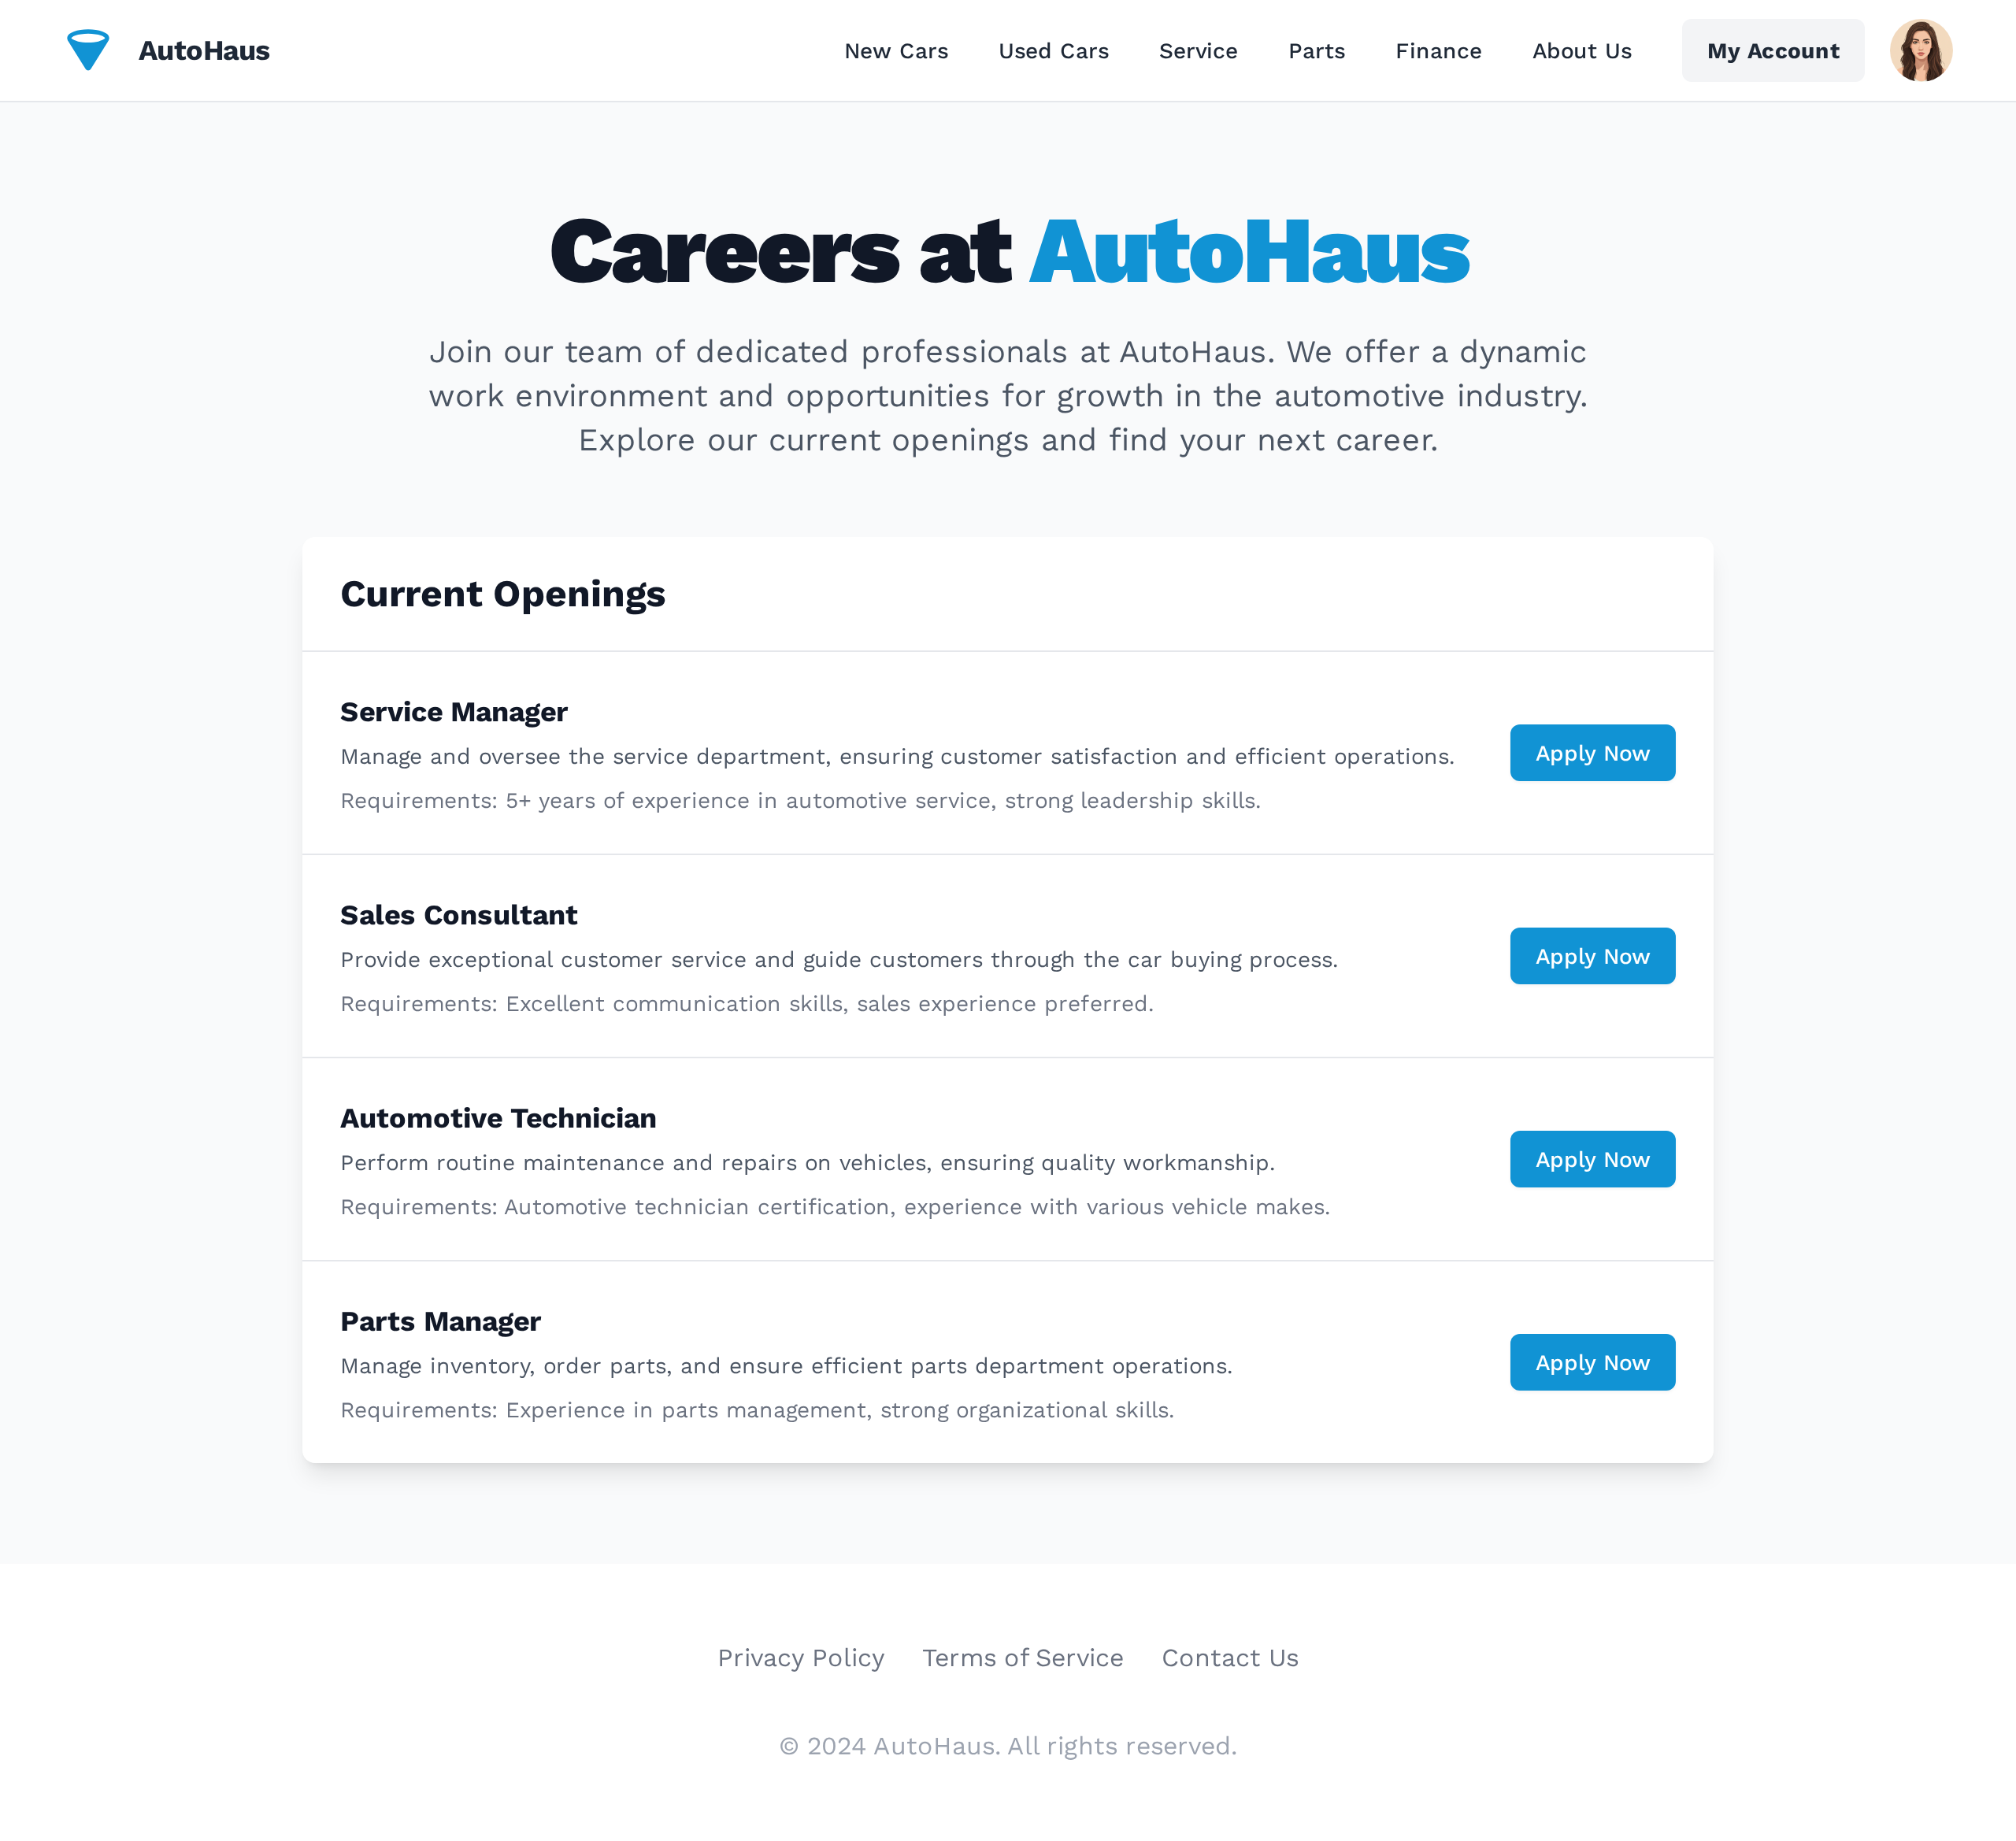 AutoHaus
New Cars
Used Cars
Service
Parts
Finance
About Us
My Account
Careers at AutoHaus
Join our team of dedicated professionals at AutoHaus. We offer a dynamic
work environment and opportunities for growth in the automotive industry.
Explore our current openings and find your next career.
Current Openings
Service Manager
Manage and oversee the service department, ensuring customer satisfaction and efficient operations.
Requirements: 5+ years of experience in automotive service, strong leadership skills.
Apply Now
Sales Consultant
Provide exceptional customer service and guide customers through the car buying process.
Requirements: Excellent communication skills, sales experience preferred.
Apply Now
Automotive Technician
Perform routine maintenance and repairs on vehicles, ensuring quality workmanship.
Requirements: Automotive technician certification, experience with various vehicle makes.
Apply Now
Parts Manager
Manage inventory, order parts, and ensure efficient parts department operations.
Requirements: Experience in parts management, strong organizational skills.
Apply Now
Privacy Policy
Terms of Service
Contact Us
© 2024 AutoHaus. All rights reserved.